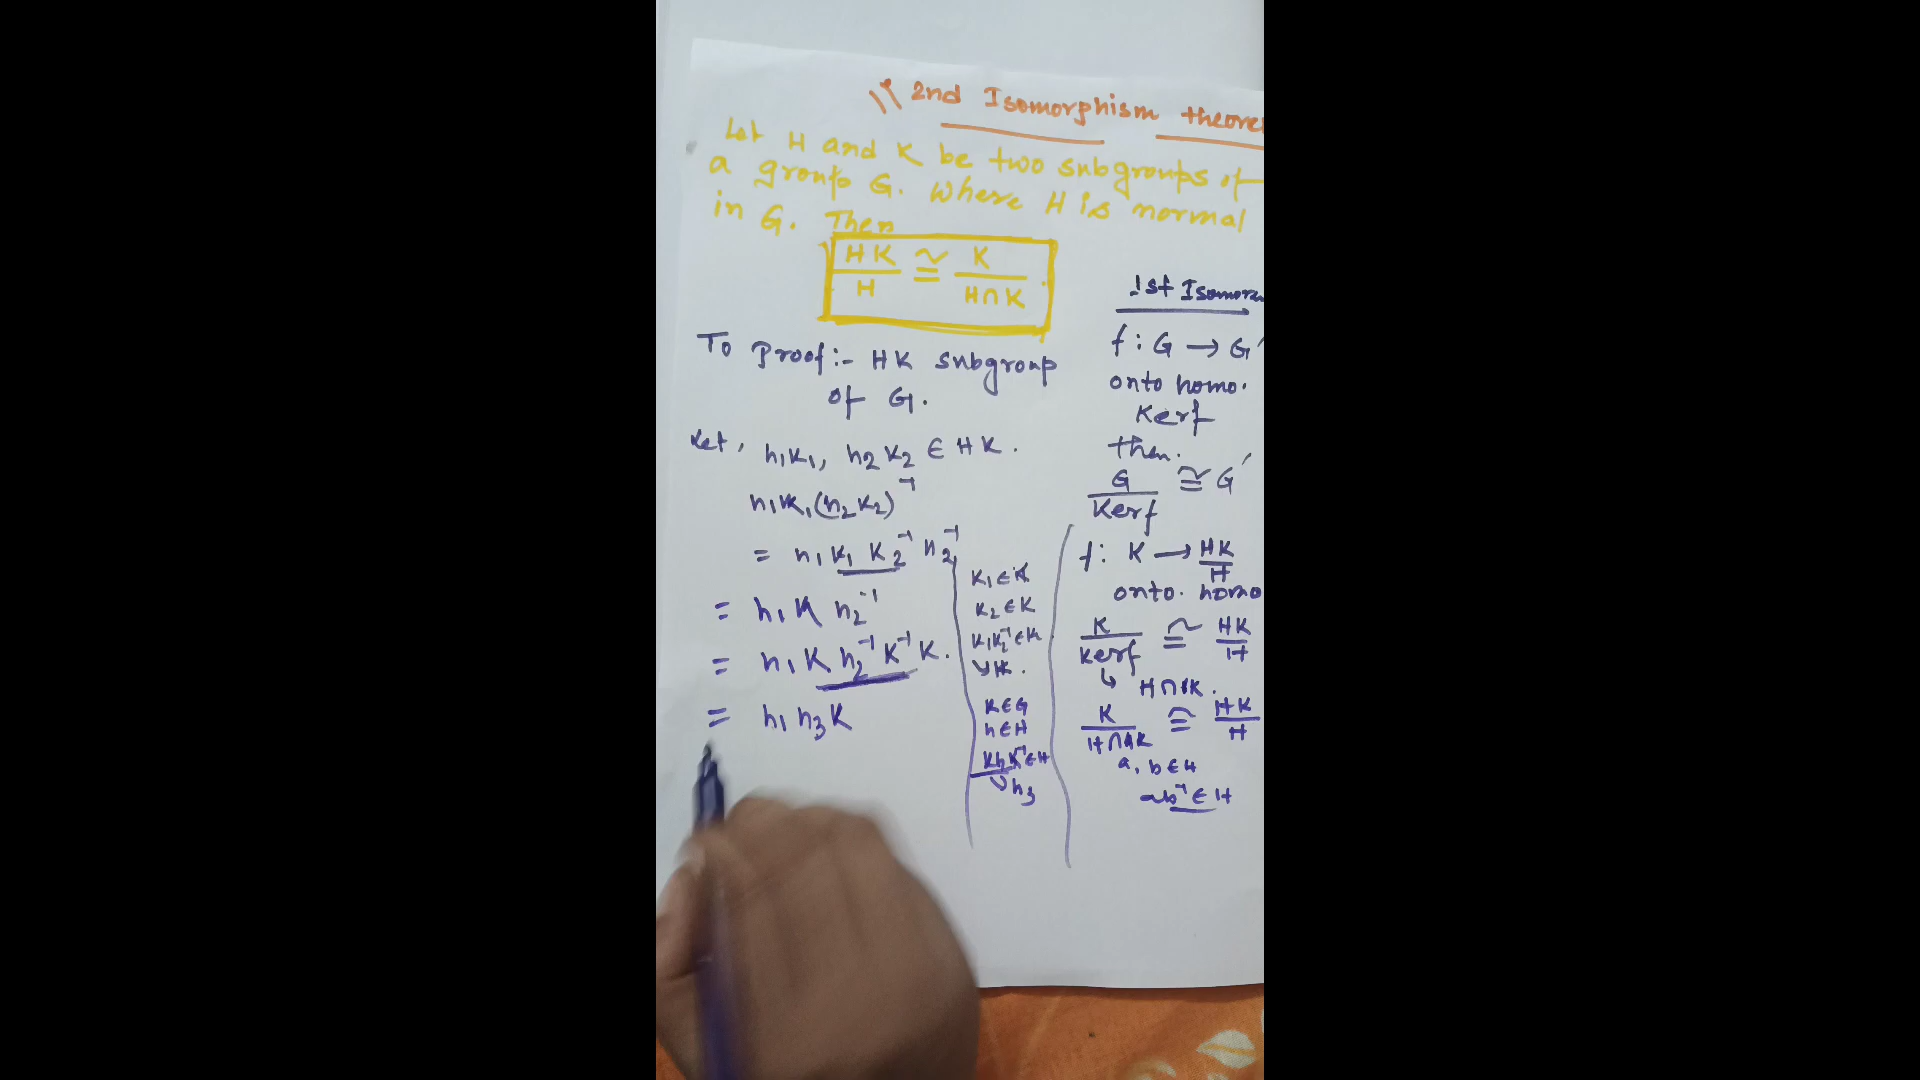 2nd Isomorphism theore
Let H and K be two subgroups of
a group G. Where H is normal
in G. Then
HK/H ≅ K/H∩K
To Proof:- HK subgroup
of G.
Let, h₁k₁, h₂k₂ ∈ HK.
h₁k₁(h₂k₂)⁻¹
= h₁k₁ k₂⁻¹ h₂⁻¹
= h₁k h₂⁻¹
= h₁k h₂⁻¹ k⁻¹ k.
= h₁h₃k
k₁∈K
k₂∈K
k₁k₂⁻¹∈K
k.
k∈G
h∈H
kh₂k⁻¹∈H
h₃
1st Isomor
f: G → G′
onto homo.
Kerf
then.
G/Kerf ≅ G′
f: K → HK/H
onto. homo
K/Kerf ≅ HK/H
↳ H∩K.
K/H∩K ≅ HK/H
a, b∈H
ab⁻¹∈H